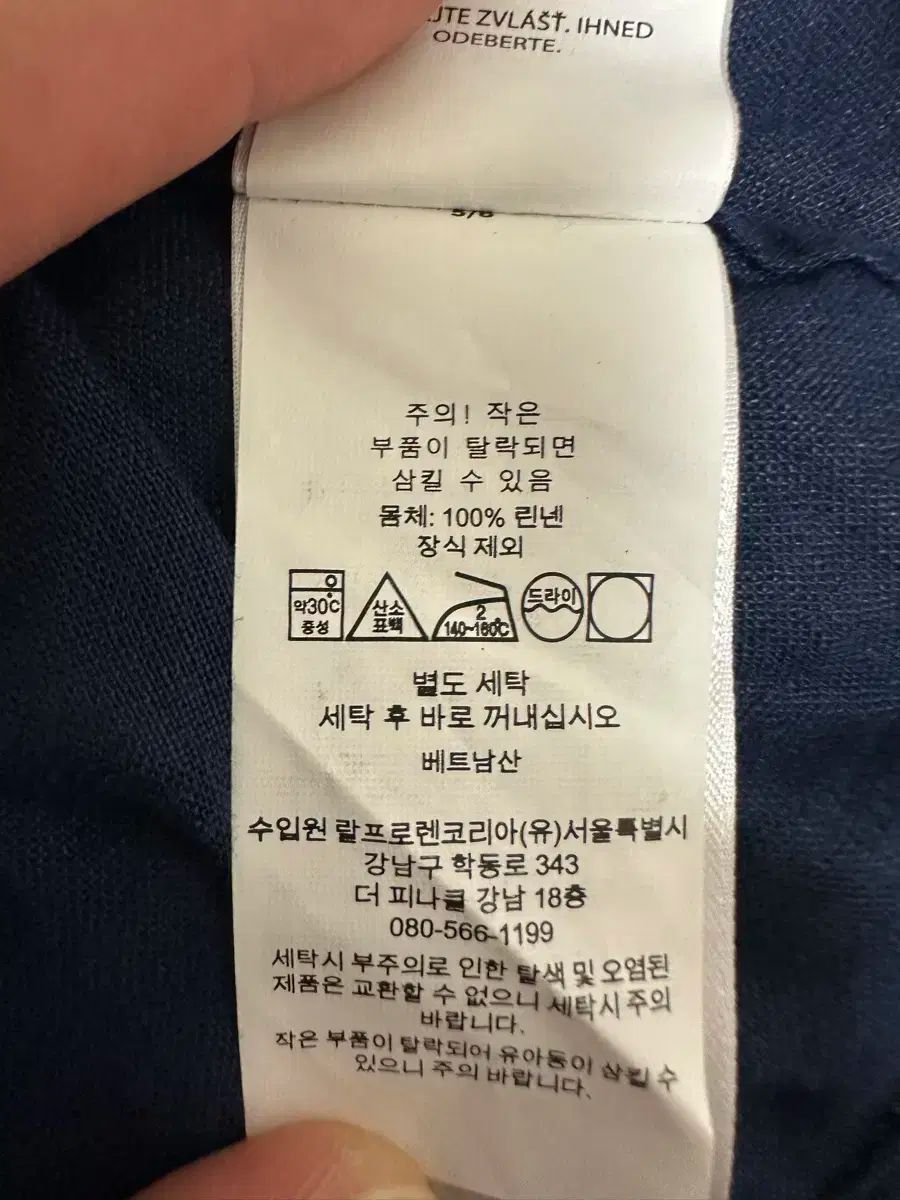 JTE ZVLÁŠŤ. IHNED
ODEBERTE.
5/6
주의! 작은
부품이 탈락되면
삼킬 수 있음
몸체: 100% 린넨
장식 제외
약30℃
중성
산소
표백
2
140~160℃
드라이
별도 세탁
세탁 후 바로 꺼내십시오
베트남산
수입원 랄프로렌코리아(유)서울특별시
강남구 학동로 343
더 피나클 강남 18층
080-566-1199
세탁시 부주의로 인한 탈색 및 오염된
제품은 교환할 수 없으니 세탁시 주의
바랍니다.
작은 부품이 탈락되어 유아동이 삼킬 수
있으니 주의 바랍니다.